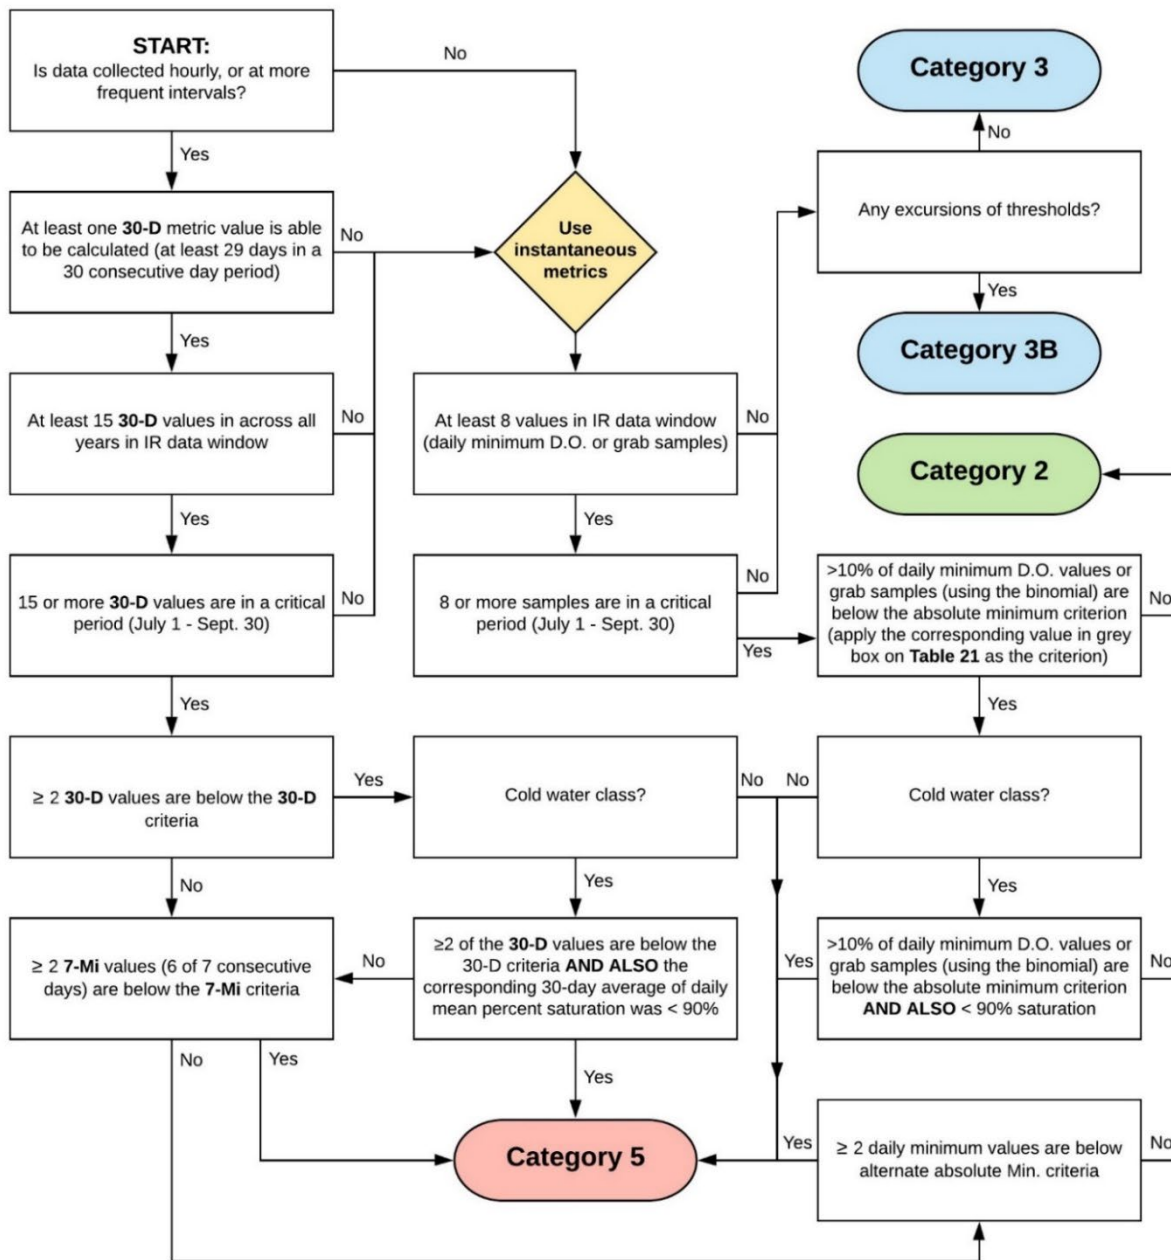 START:
Is data collected hourly, or at more
frequent intervals?
No
Category 3
No
Yes
Any excursions of thresholds?
At least one 30-D metric value is able
to be calculated (at least 29 days in a
30 consecutive day period)
No
Use
instantaneous
metrics
Yes
Category 3B
Yes
At least 15 30-D values in across all
years in IR data window
No
At least 8 values in IR data window
(daily minimum D.O. or grab samples)
No
Category 2
Yes
Yes
15 or more 30-D values are in a critical
period (July 1 - Sept. 30)
No
8 or more samples are in a critical
period (July 1 - Sept. 30)
No
Yes
>10% of daily minimum D.O. values or
grab samples (using the binomial) are
below the absolute minimum criterion
(apply the corresponding value in grey
box on Table 21 as the criterion)
No
Yes
Yes
≥ 2 30-D values are below the 30-D
criteria
Yes
Cold water class?
No
No
Cold water class?
No
Yes
Yes
≥ 2 7-Mi values (6 of 7 consecutive
days) are below the 7-Mi criteria
No
≥2 of the 30-D values are below the
30-D criteria AND ALSO the
corresponding 30-day average of daily
mean percent saturation was < 90%
Yes
>10% of daily minimum D.O. values or
grab samples (using the binomial) are
below the absolute minimum criterion
AND ALSO < 90% saturation
No
No
Yes
Yes
Category 5
Yes
≥ 2 daily minimum values are below
alternate absolute Min. criteria
No